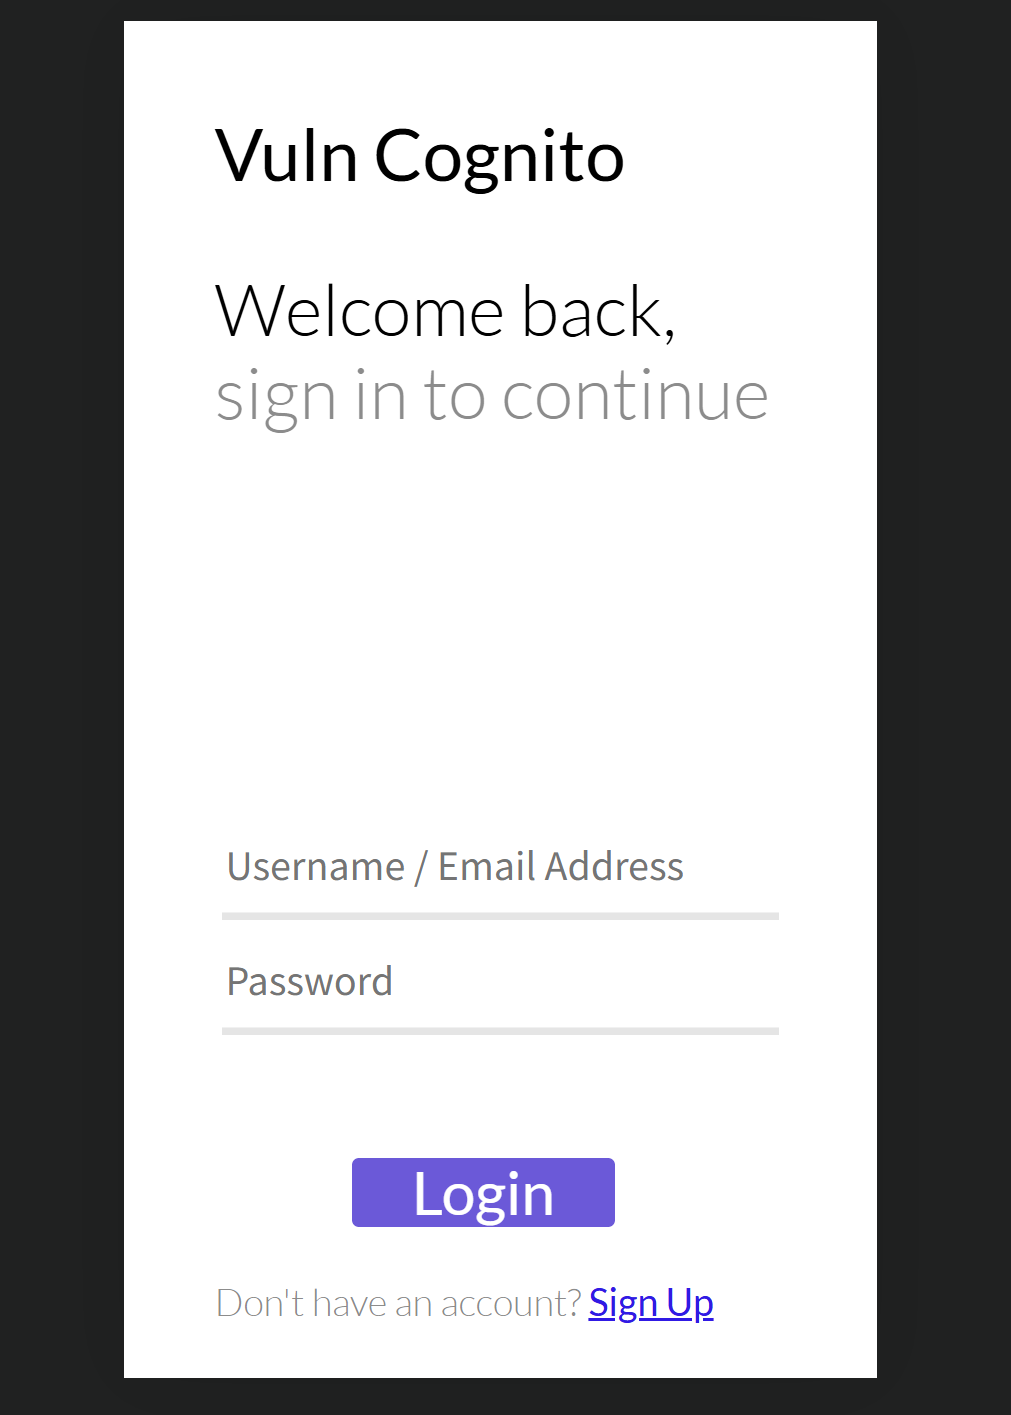 Vuln Cognito
Welcome back,
sign in to continue
Username / Email Address
Password
Login
Don't have an account? Sign Up